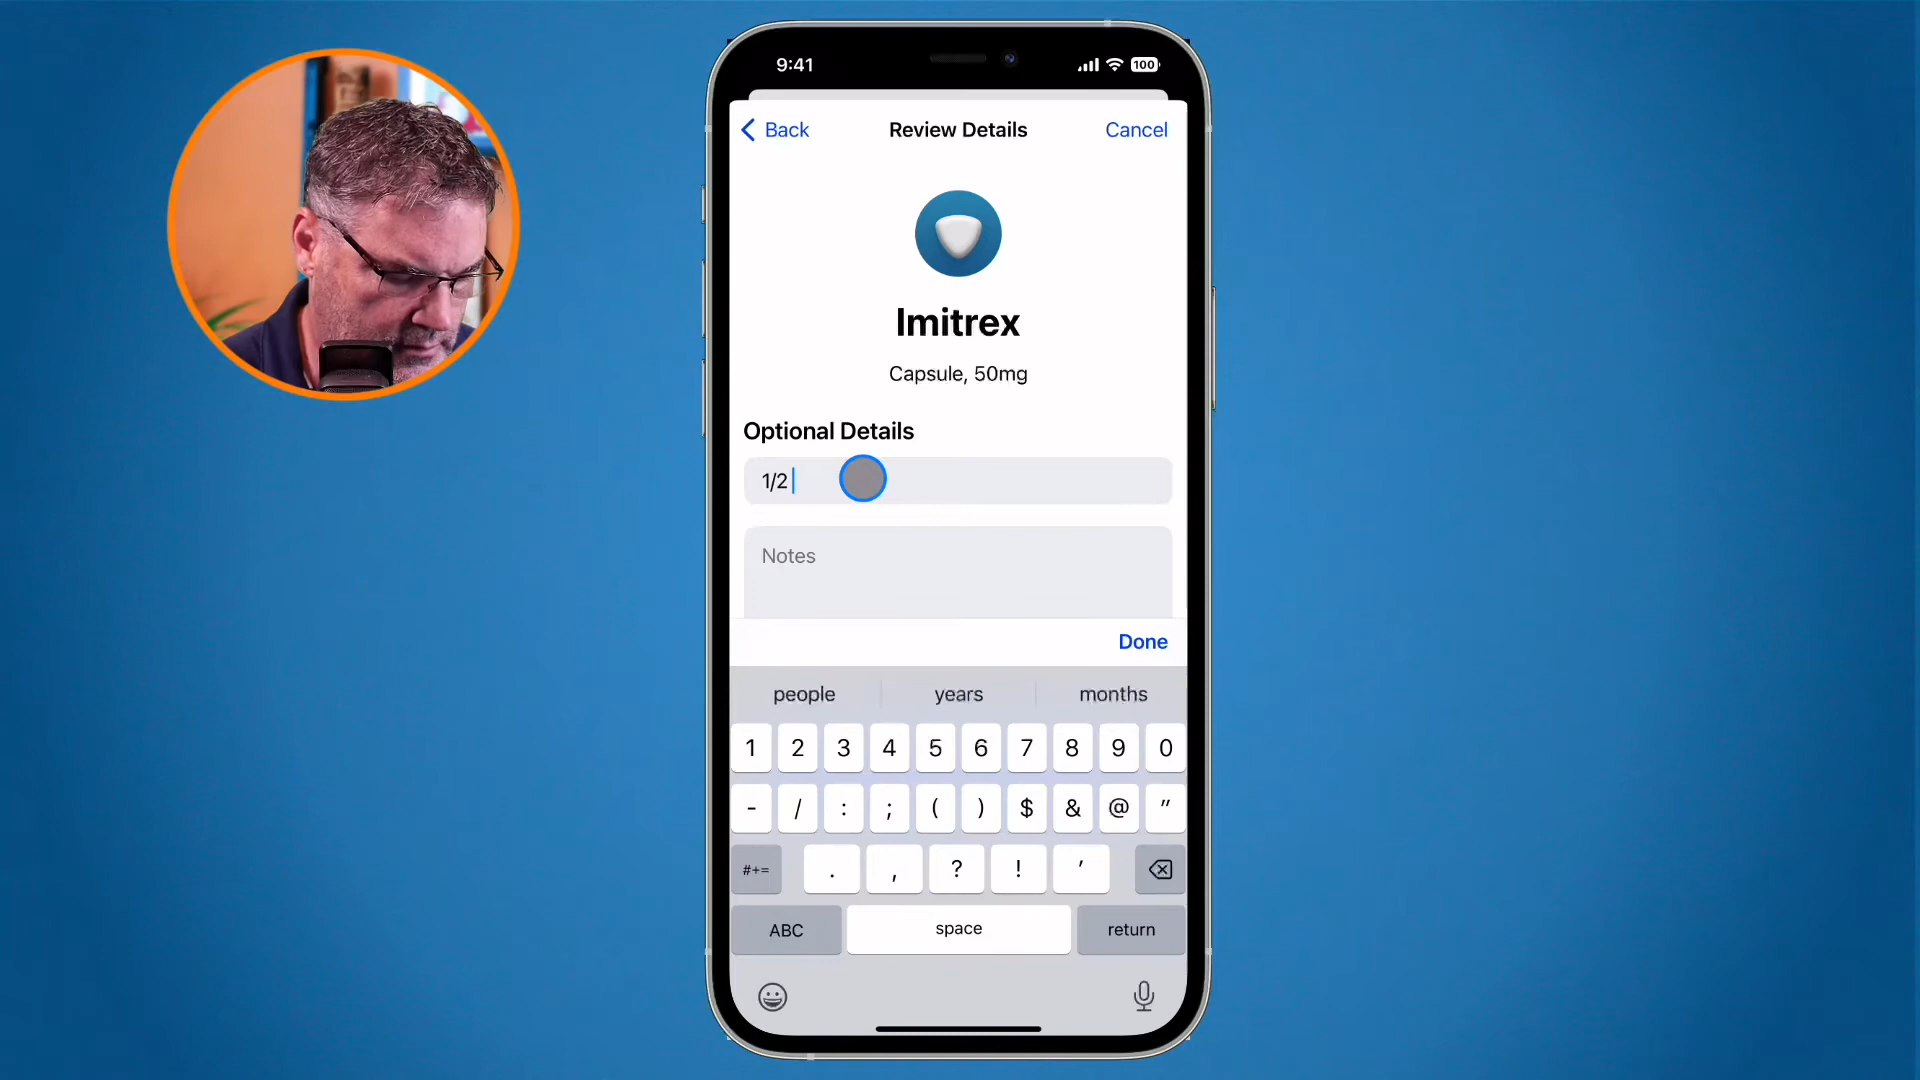 9:41
100
Back
Review Details
Cancel
Imitrex
Capsule, 50mg
Optional Details
1/2
Notes
Done
people years months
1 2 3 4 5 6 7 8 9 0
- / : ; ( ) $ & @ "
#+= . , ? ! '
ABC space return